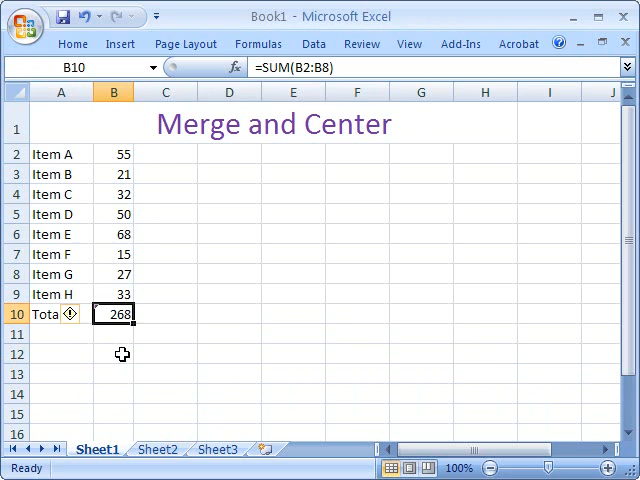 Book1 - Microsoft Excel
Home Insert Page Layout Formulas Data Review View Add-Ins Acrobat
B10 fx =SUM(B2:B8)
A B C D E F G H I J
1 Merge and Center
2 Item A 55
3 Item B 21
4 Item C 32
5 Item D 50
6 Item E 68
7 Item F 15
8 Item G 27
9 Item H 33
10 Tota 268
11
12
13
14
15
16
Sheet1 Sheet2 Sheet3
Ready 100%